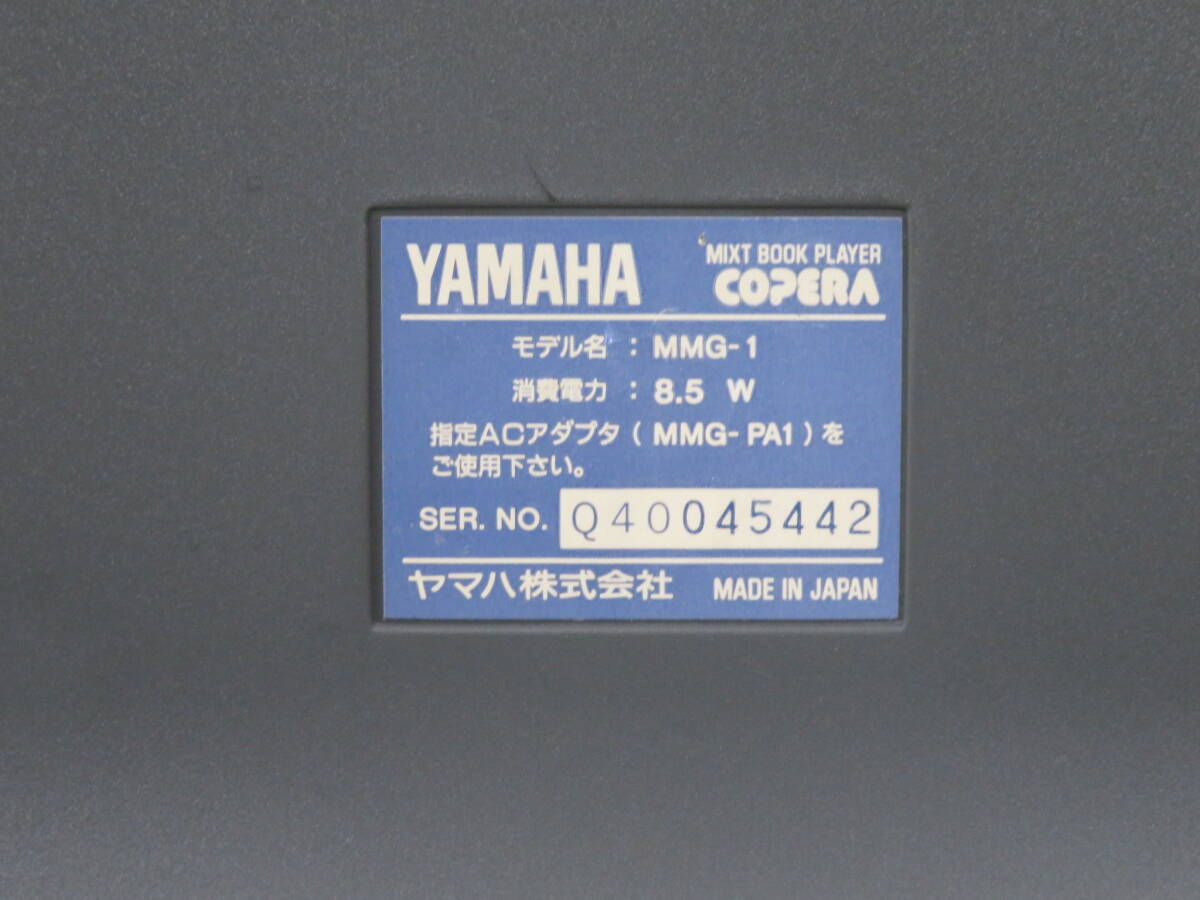 YAMAHA
MIXT BOOK PLAYER
COPERA
モデル名 : MMG-1
消費電力 : 8.5 W
指定ACアダプタ ( MMG- PA1 ) を
ご使用下さい。
SER. NO. Q40045442
ヤマハ株式会社 MADE IN JAPAN